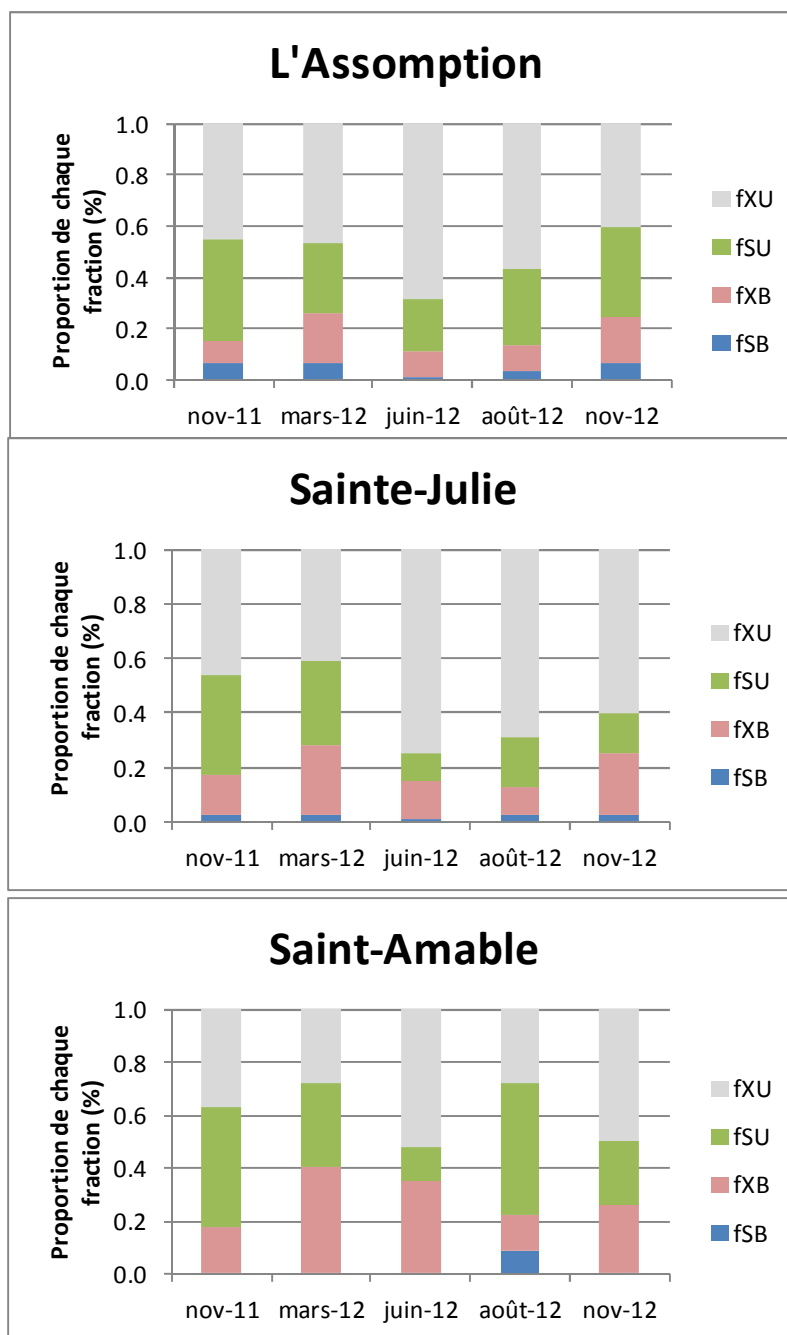 L'Assomption
Proportion de chaque
fraction (%)
1.0
0.8
0.6
0.4
0.2
0.0
nov-11 mars-12 juin-12 août-12 nov-12
fXU
fSU
fXB
fSB
Sainte-Julie
Proportion de chaque
fraction (%)
1.0
0.8
0.6
0.4
0.2
0.0
nov-11 mars-12 juin-12 août-12 nov-12
fXU
fSU
fXB
fSB
Saint-Amable
Proportion de chaque
fraction (%)
1.0
0.8
0.6
0.4
0.2
0.0
nov-11 mars-12 juin-12 août-12 nov-12
fXU
fSU
fXB
fSB